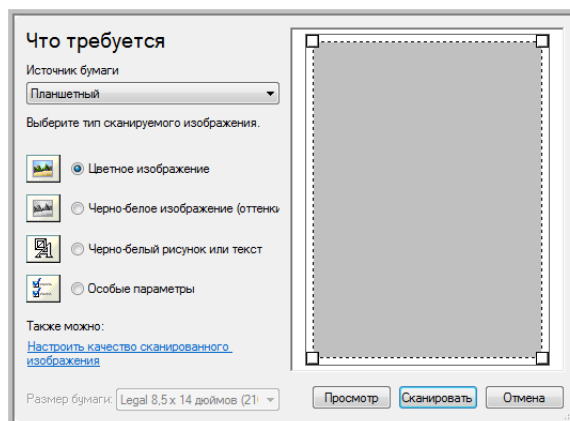 Что требуется
Источник бумаги
Планшетный
Выберите тип сканируемого изображения.
Цветное изображение
Черно-белое изображение (оттенки
Черно-белый рисунок или текст
Особые параметры
Также можно:
Настроить качество сканированного
изображения
Размер бумаги: Legal 8,5 x 14 дюймов (21
Просмотр Сканировать Отмена